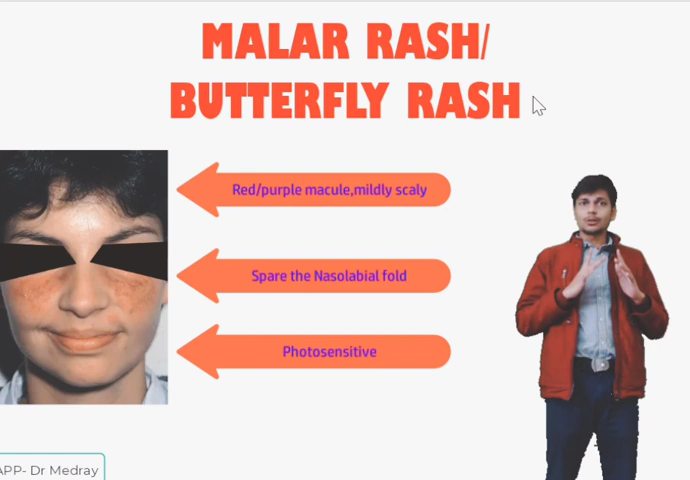 MALAR RASH/
BUTTERFLY RASH
Red/purple macule,mildly scaly
Spare the Nasolabial fold
Photosensitive
APP- Dr Medray